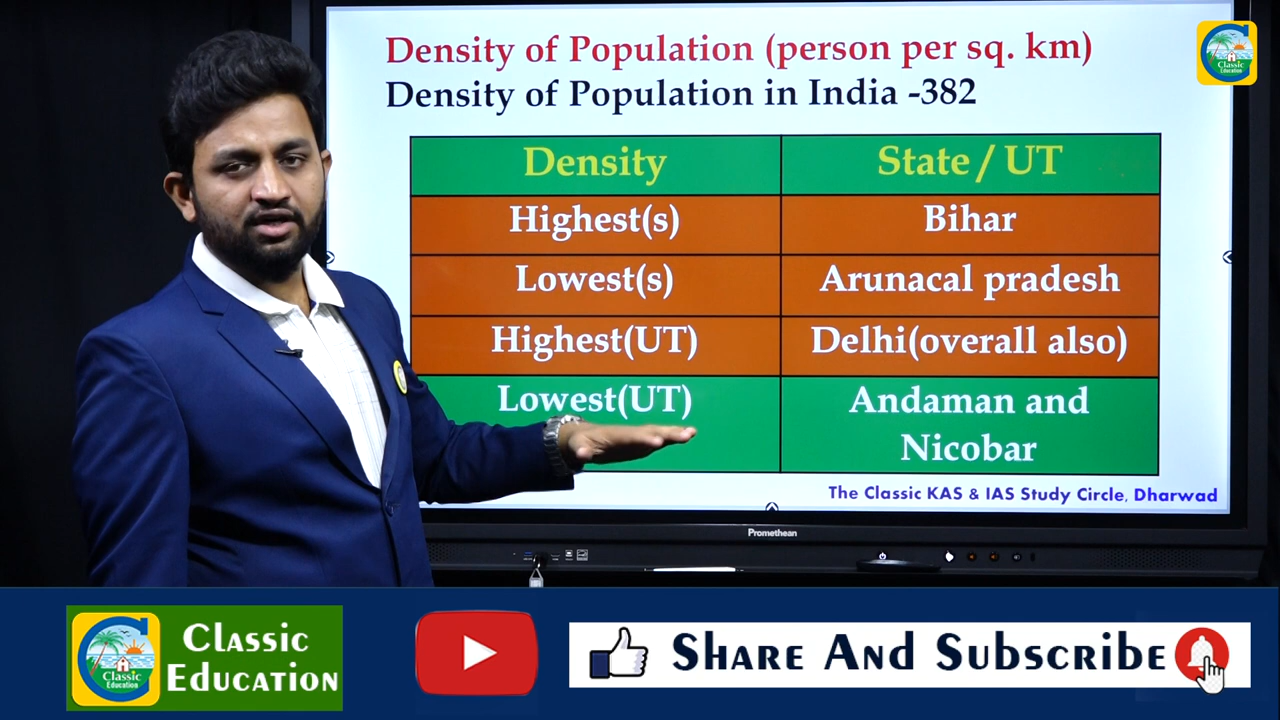 Density of Population (person per sq. km)
Density of Population in India -382
Classic
Education
Density State / UT
Highest(s) Bihar
Lowest(s) Arunacal pradesh
Highest(UT) Delhi(overall also)
Lowest(UT) Andaman and
Nicobar
The Classic KAS & IAS Study Circle, Dharwad
Promethean
Classic
Education
Classic
Education
Share And Subscribe